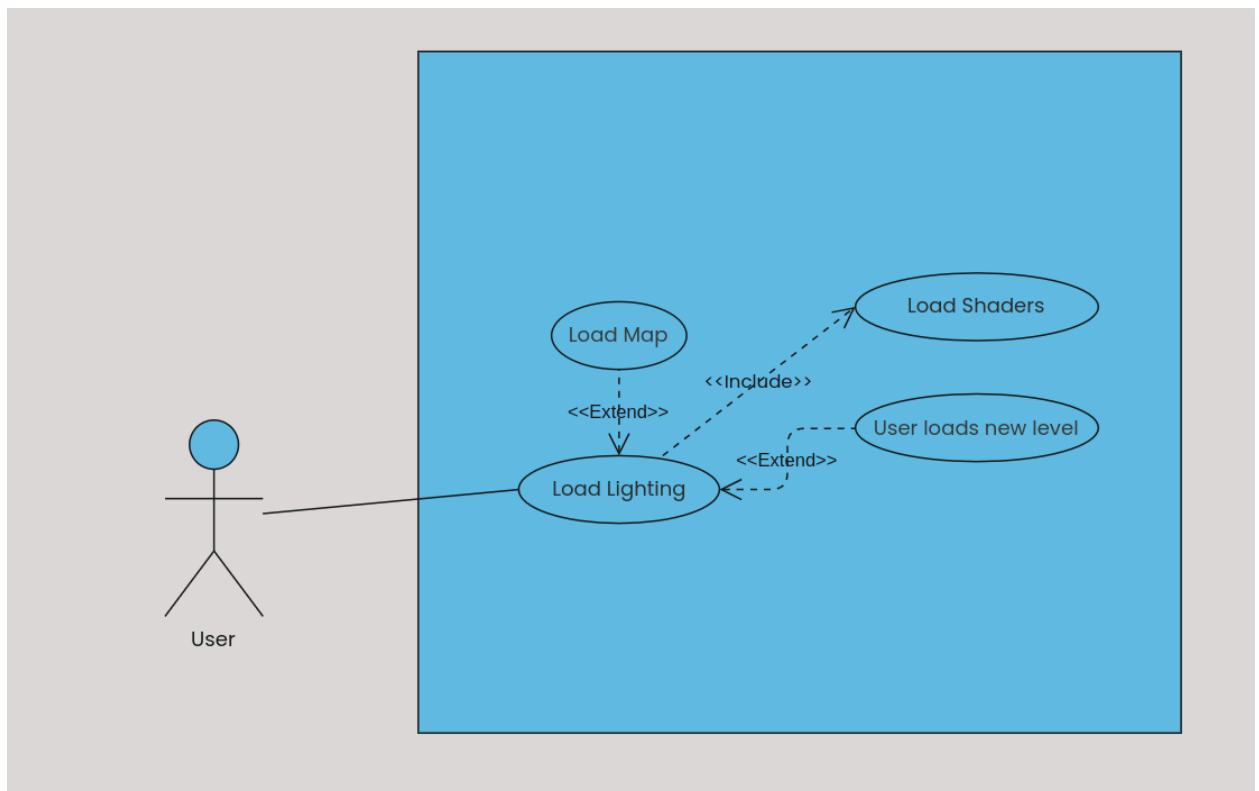 Load Shaders
Load Map
<<Include>>
<<Extend>>
User loads new level
<<Extend>>
Load Lighting
User